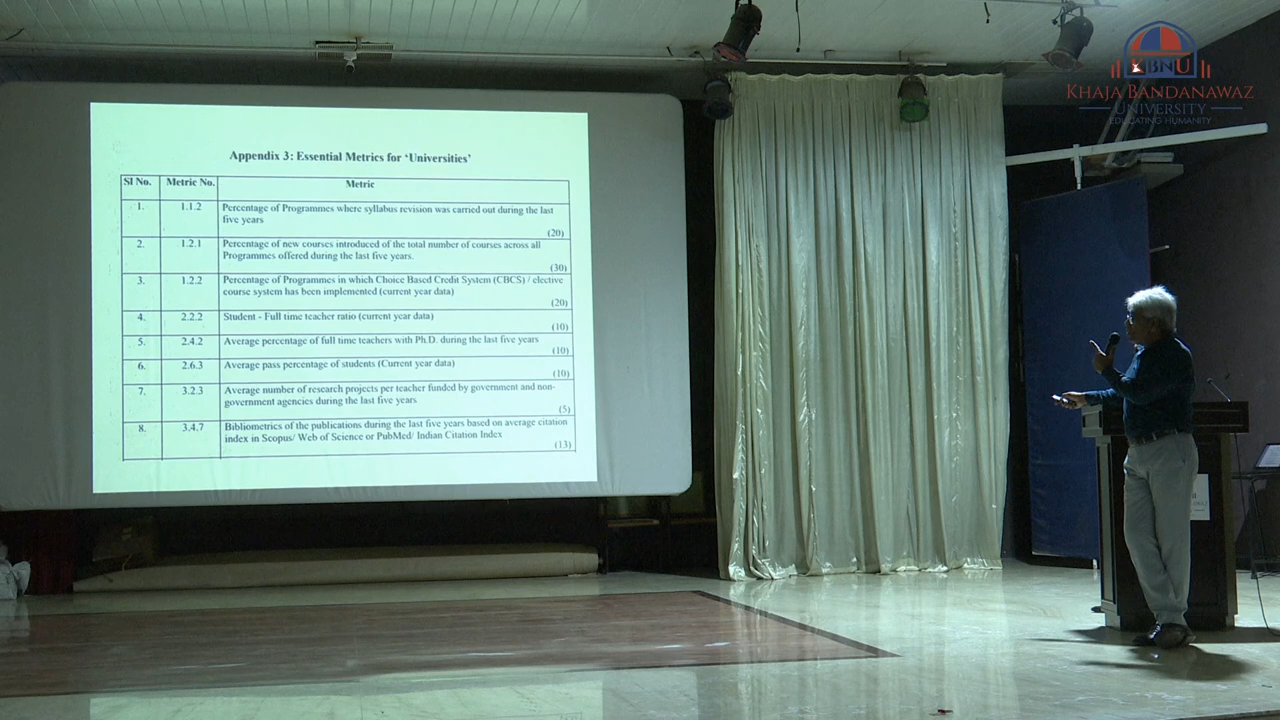 KBNU
KHAJA BANDANAWAZ
UNIVERSITY
EDUCATING HUMANITY
Appendix 3: Essential Metrics for ‘Universities’
Sl No. Metric No. Metric
1. 1.1.2 Percentage of Programmes where syllabus revision was carried out during the last
five years
(20)
2. 1.2.1 Percentage of new courses introduced of the total number of courses across all
Programmes offered during the last five years.
(30)
3. 1.2.2 Percentage of Programmes in which Choice Based Credit System (CBCS) / elective
course system has been implemented (current year data)
(20)
4. 2.2.2 Student - Full time teacher ratio (current year data)
(10)
5. 2.4.2 Average percentage of full time teachers with Ph.D. during the last five years
(10)
6. 2.6.3 Average pass percentage of students (Current year data)
(10)
7. 3.2.3 Average number of research projects per teacher funded by government and non-
government agencies during the last five years
(5)
8. 3.4.7 Bibliometrics of the publications during the last five years based on average citation
index in Scopus/ Web of Science or PubMed/ Indian Citation Index
(13)